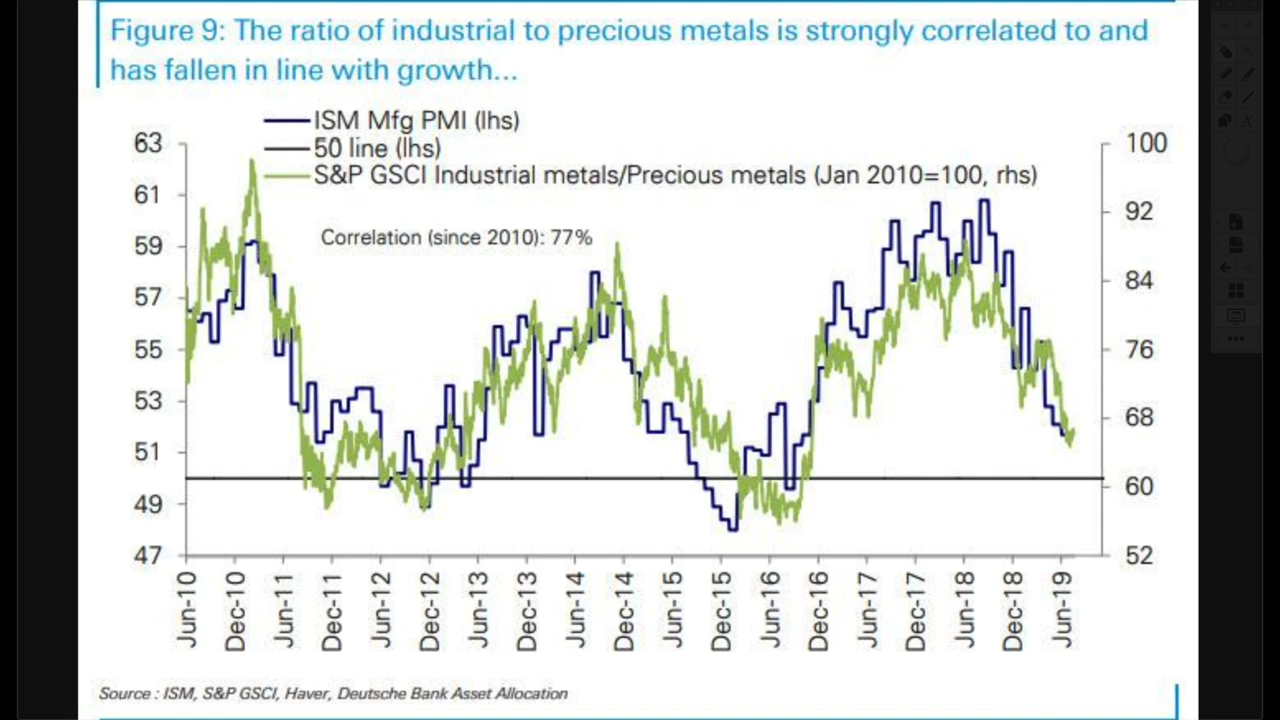 Figure 9: The ratio of industrial to precious metals is strongly correlated to and
has fallen in line with growth...
ISM Mfg PMI (lhs)
50 line (lhs)
S&P GSCI Industrial metals/Precious metals (Jan 2010=100, rhs)
Correlation (since 2010): 77%
63
61
59
57
55
53
51
49
47
100
92
84
76
68
60
52
Jun-10
Dec-10
Jun-11
Dec-11
Jun-12
Dec-12
Jun-13
Dec-13
Jun-14
Dec-14
Jun-15
Dec-15
Jun-16
Dec-16
Jun-17
Dec-17
Jun-18
Dec-18
Jun-19
Source : ISM, S&P GSCI, Haver, Deutsche Bank Asset Allocation